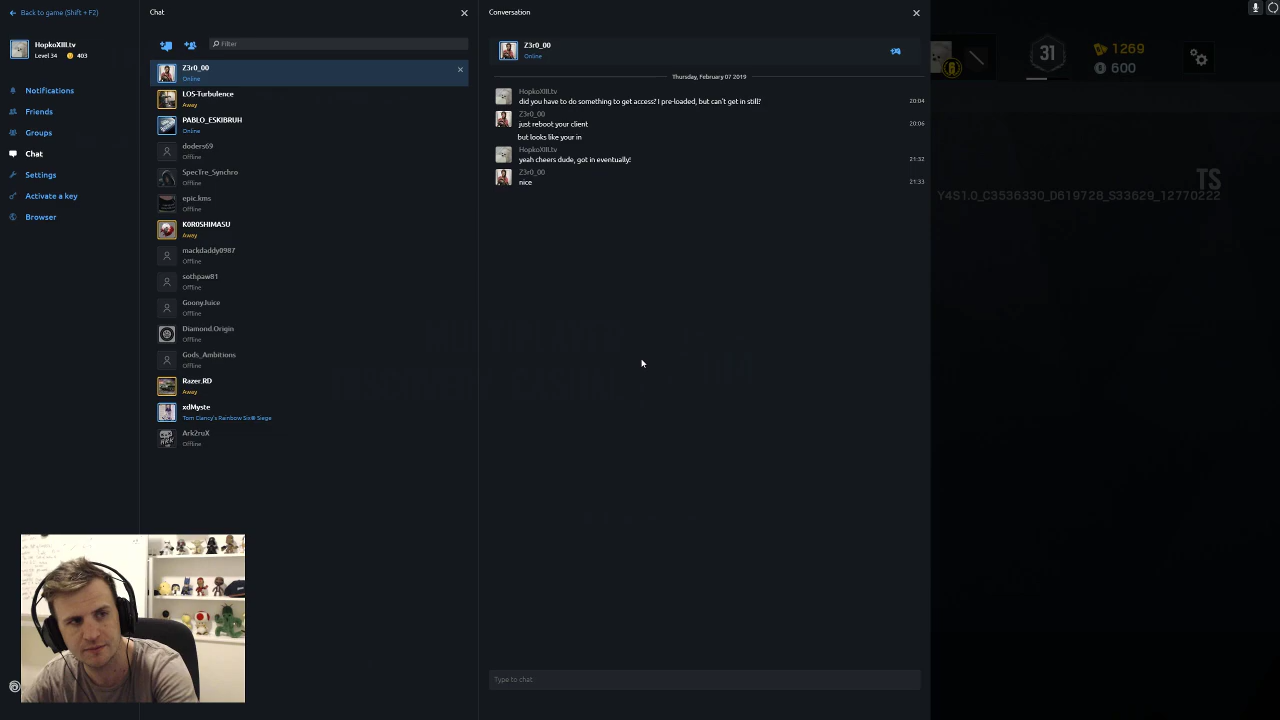 Back to game (Shift + F2)
HopkoXIII.tv
Level 34 403
Notifications
Friends
Groups
Chat
Settings
Activate a key
Browser
Chat
Filter
Z3r0_00
Online
LOS-Turbulence
Away
PABLO_ESKIBRUH
Online
doders69
Offline
SpecTre_Synchro
Offline
epic.kms
Offline
K0R0SHIMASU
Away
mackdaddy0987
Offline
sothpaw81
Offline
GoonyJuice
Offline
Diamond.Origin
Offline
Gods_Ambitions
Offline
Razer.RD
Away
xdMyste
Tom Clancy's Rainbow Six® Siege
Ark2ruX
Offline
Conversation
Z3r0_00
Online
Thursday, February 07 2019
HopkoXIII.tv
did you have to do something to get access? I pre-loaded, but can't get in still? 20:04
Z3r0_00
just reboot your client 20:06
but looks like your in
HopkoXIII.tv
yeah cheers dude, got in eventually! 21:32
Z3r0_00
nice 21:33
Type to chat
31
1269
600
TS
Y4S1.0_C3536330_D619728_S33629_12770222